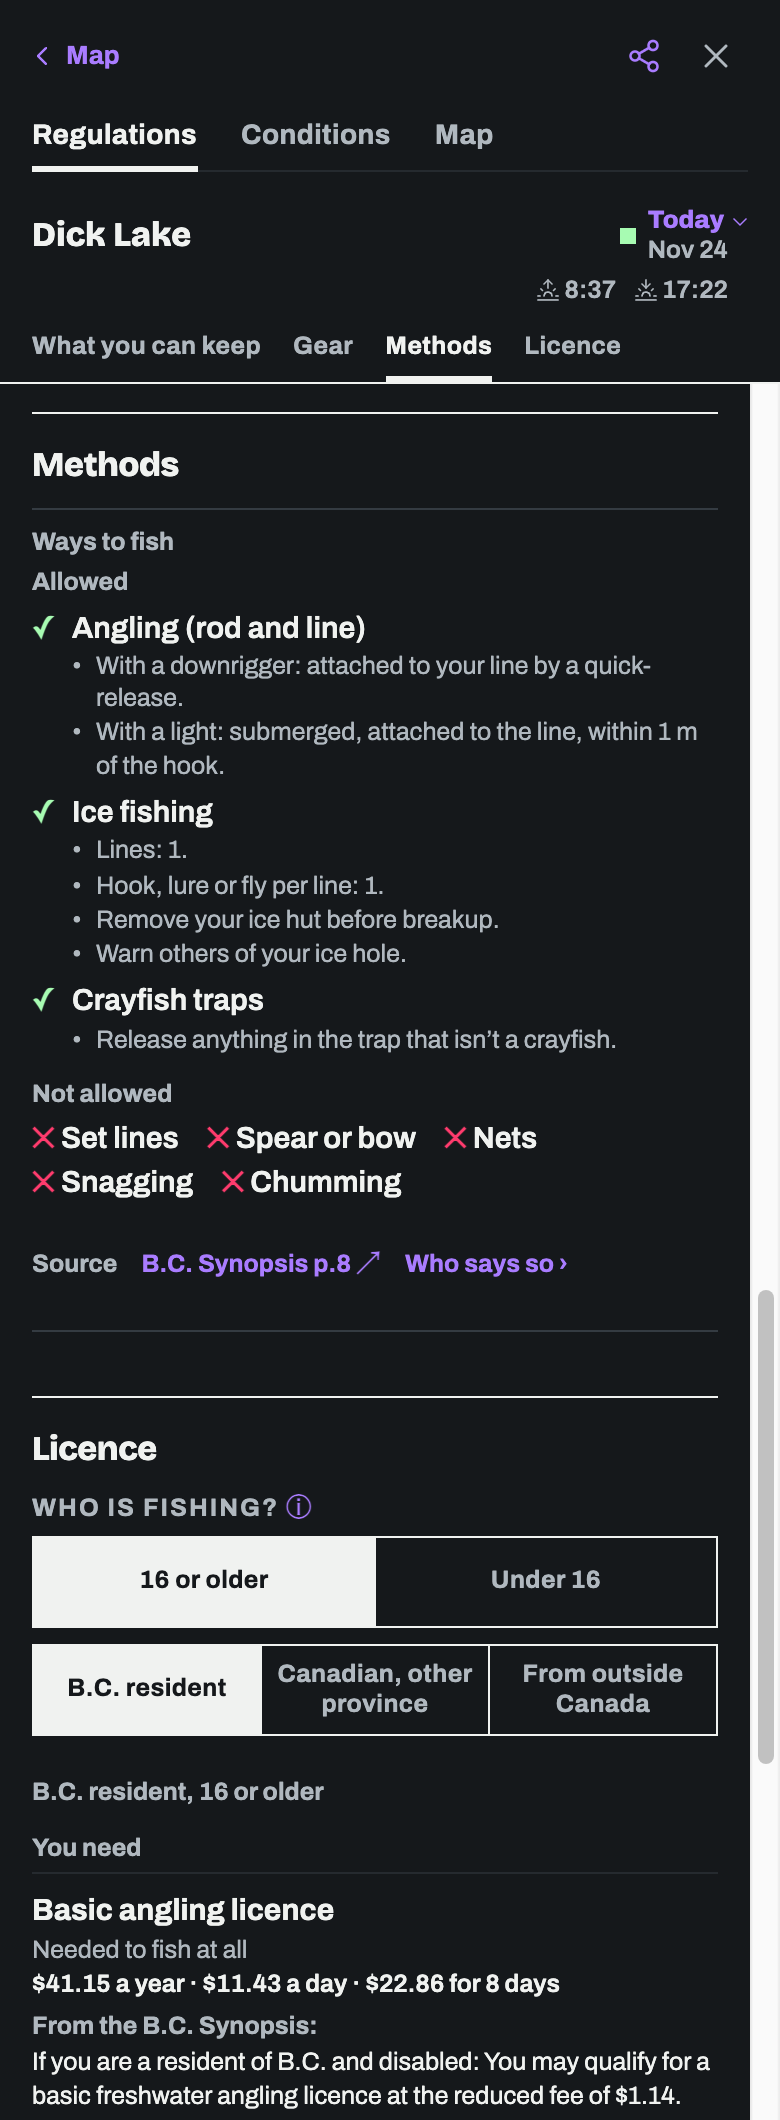 Map
Regulations Conditions Map
Dick Lake
Today
Nov 24
8:37 17:22
What you can keep Gear Methods Licence
Methods
Ways to fish
Allowed
Angling (rod and line)
• With a downrigger: attached to your line by a quick-
release.
• With a light: submerged, attached to the line, within 1 m
of the hook.
Ice fishing
• Lines: 1.
• Hook, lure or fly per line: 1.
• Remove your ice hut before breakup.
• Warn others of your ice hole.
Crayfish traps
• Release anything in the trap that isn’t a crayfish.
Not allowed
Set lines Spear or bow Nets
Snagging Chumming
Source B.C. Synopsis p.8 ↗ Who says so ›
Licence
WHO IS FISHING? ⓘ
16 or older Under 16
B.C. resident
Canadian, other
province
From outside
Canada
B.C. resident, 16 or older
You need
Basic angling licence
Needed to fish at all
$41.15 a year · $11.43 a day · $22.86 for 8 days
From the B.C. Synopsis:
If you are a resident of B.C. and disabled: You may qualify for a
basic freshwater angling licence at the reduced fee of $1.14.